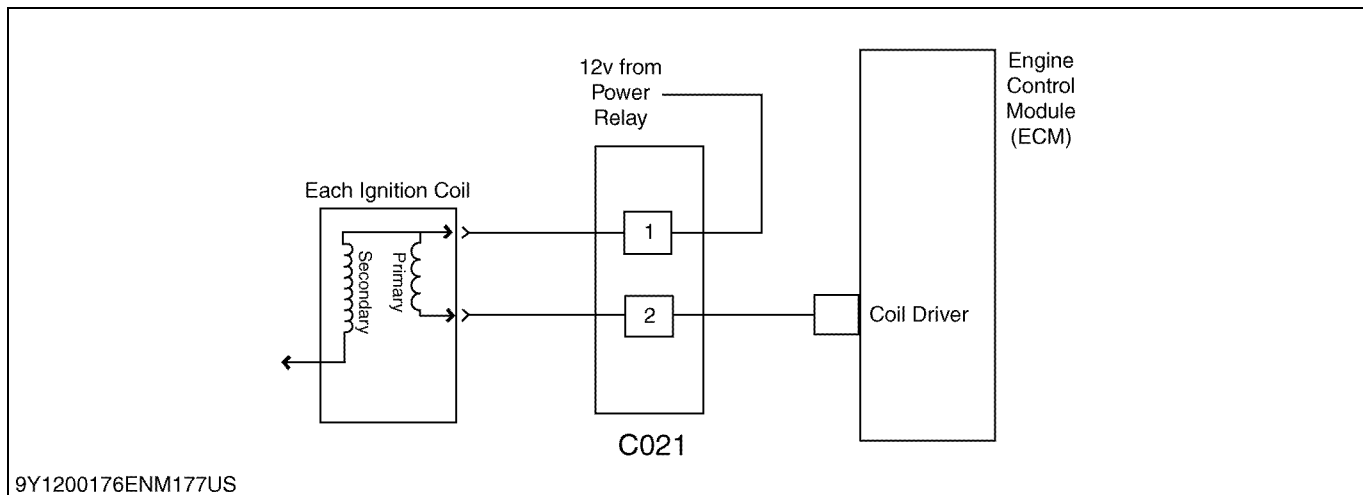 12v from
Power
Relay
Engine
Control
Module
(ECM)
Each Ignition Coil
Secondary
Primary
1
2
Coil Driver
C021
9Y1200176ENM177US